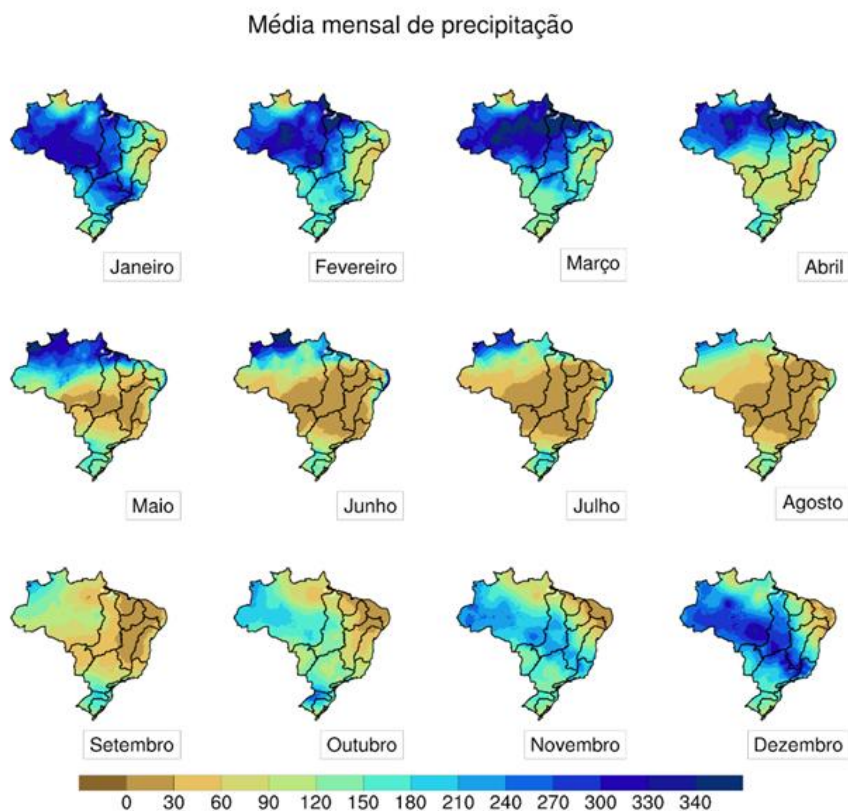 Média mensal de precipitação
Janeiro Fevereiro Março Abril
Maio Junho Julho Agosto
Setembro Outubro Novembro Dezembro
0 30 60 90 120 150 180 210 240 270 300 330 340